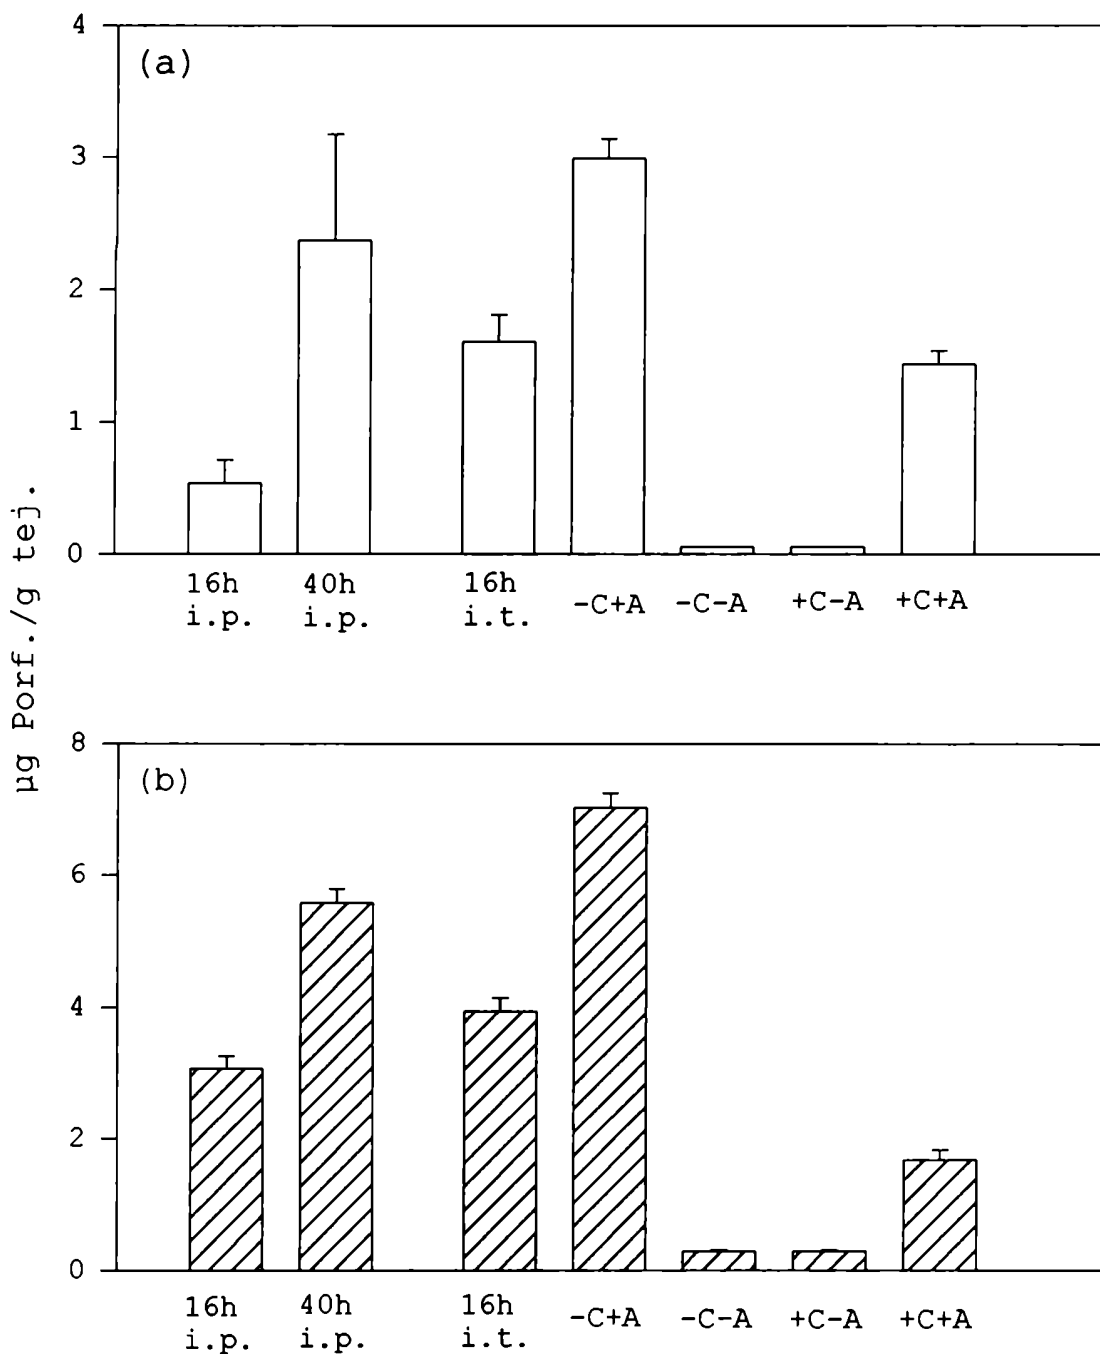 µg Porf./g tej.
(a)
4
3
2
1
0
16h i.p.
40h i.p.
16h i.t.
-C+A
-C-A
+C-A
+C+A
(b)
8
6
4
2
0
16h i.p.
40h i.p.
16h i.t.
-C+A
-C-A
+C-A
+C+A